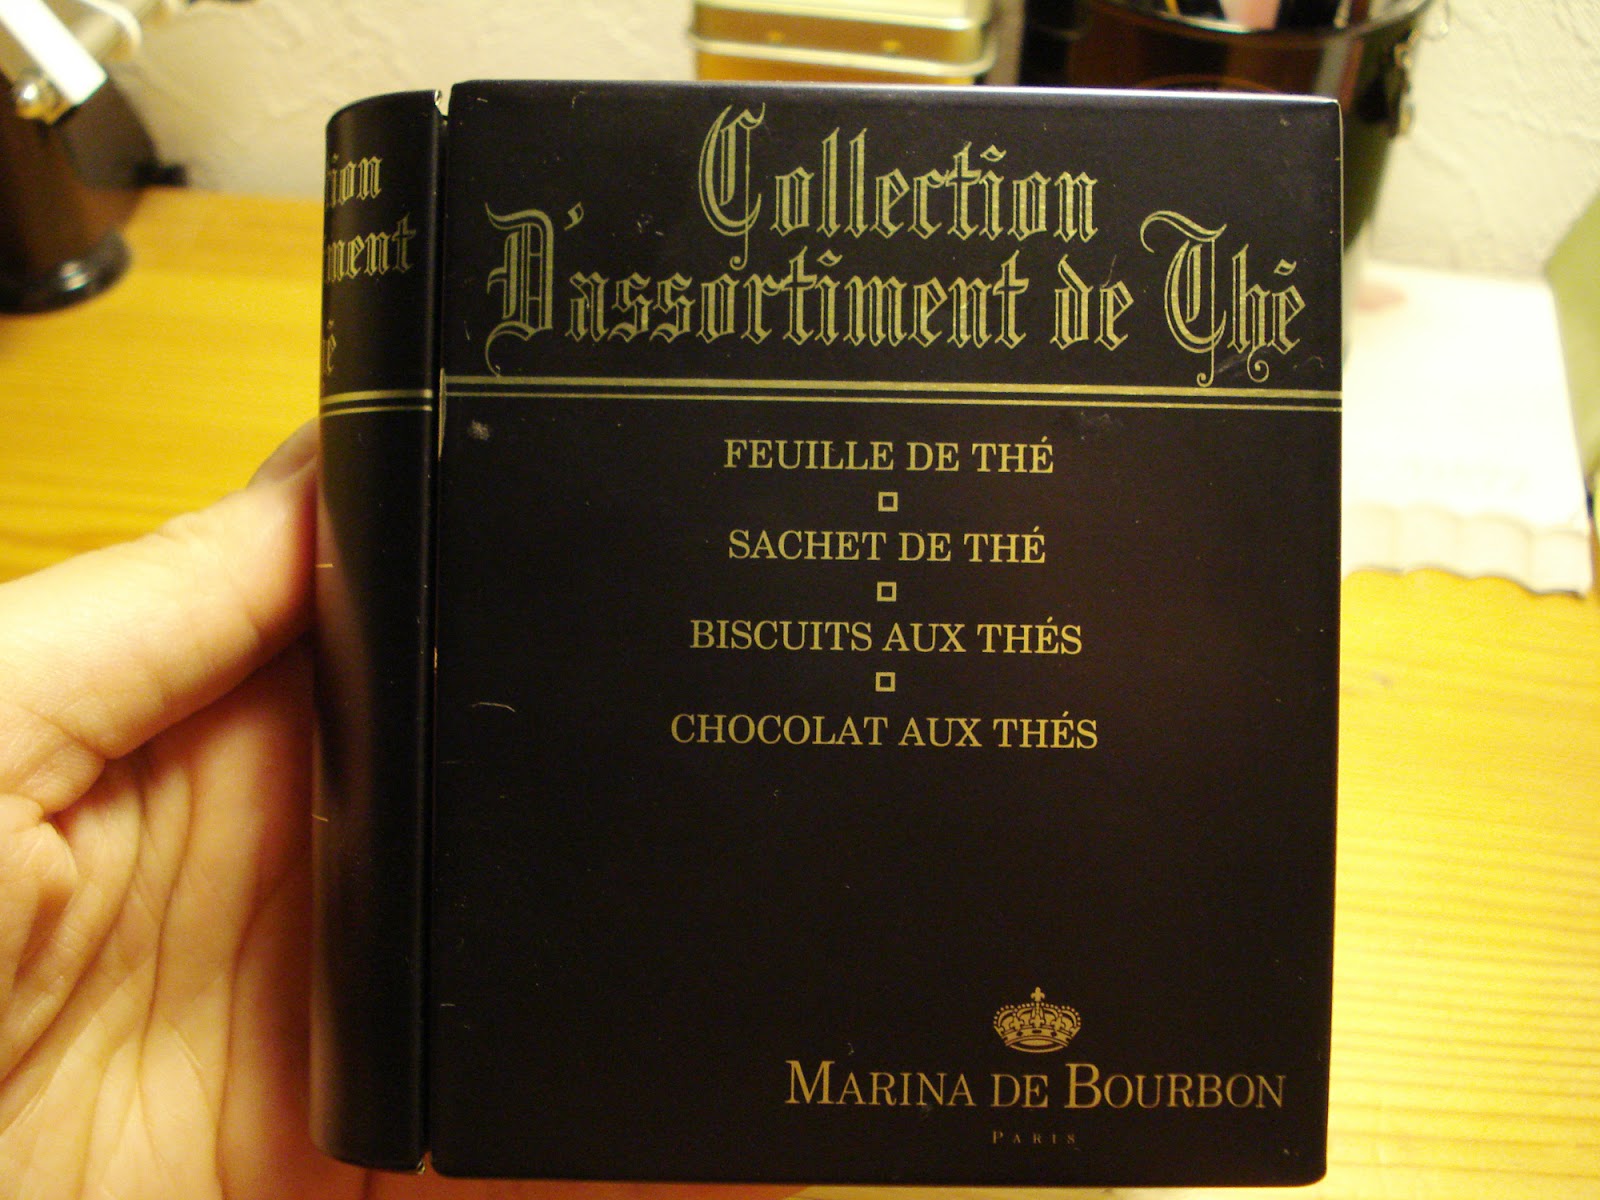 Collection
D'assortiment de Thé
FEUILLE DE THÉ
SACHET DE THÉ
BISCUITS AUX THÉS
CHOCOLAT AUX THÉS
MARINA DE BOURBON
PARIS